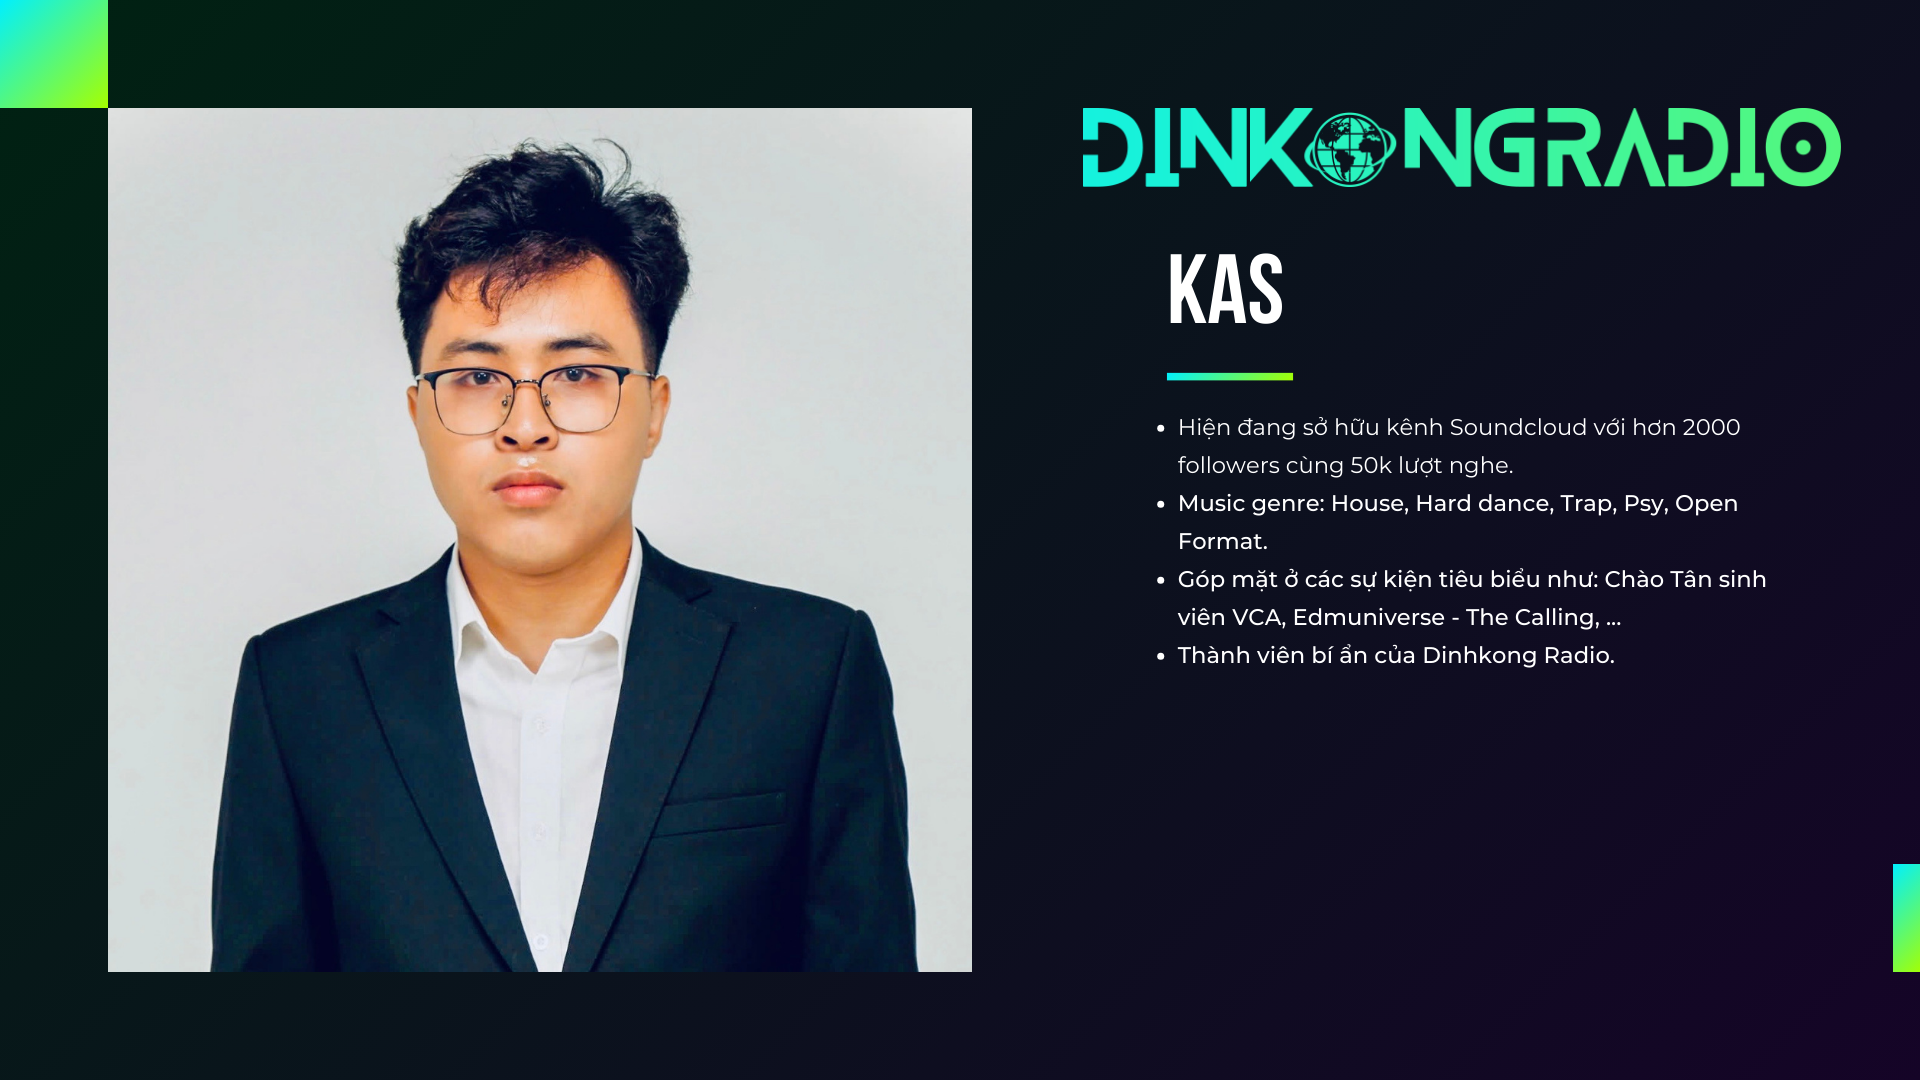 DINKONGRADIO
KAS
• Hiện đang sở hữu kênh Soundcloud với hơn 2000
followers cùng 50k lượt nghe.
• Music genre: House, Hard dance, Trap, Psy, Open
Format.
• Góp mặt ở các sự kiện tiêu biểu như: Chào Tân sinh
viên VCA, Edmuniverse - The Calling, ...
• Thành viên bí ẩn của Dinhkong Radio.